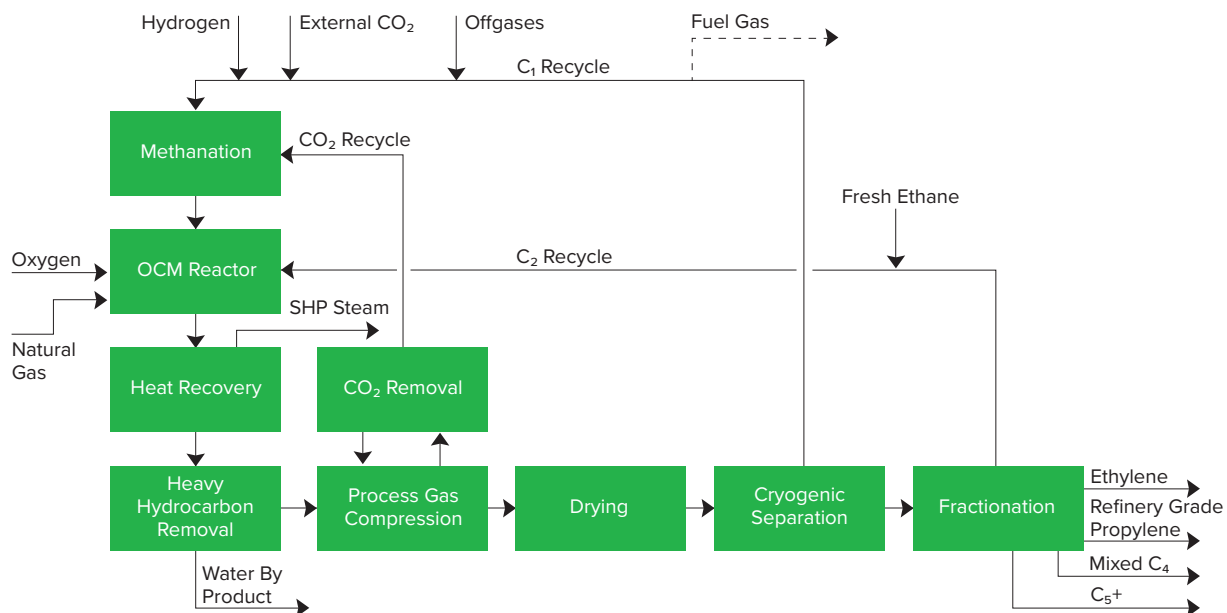 Hydrogen
External CO₂
Offgases
Fuel Gas
C₁ Recycle
Methanation
CO₂ Recycle
Fresh Ethane
Oxygen
OCM Reactor
C₂ Recycle
SHP Steam
Natural
Gas
Heat Recovery
CO₂ Removal
Heavy
Hydrocarbon
Removal
Process Gas
Compression
Drying
Cryogenic
Separation
Fractionation
Ethylene
Refinery Grade
Propylene
Mixed C₄
C₅+
Water By
Product